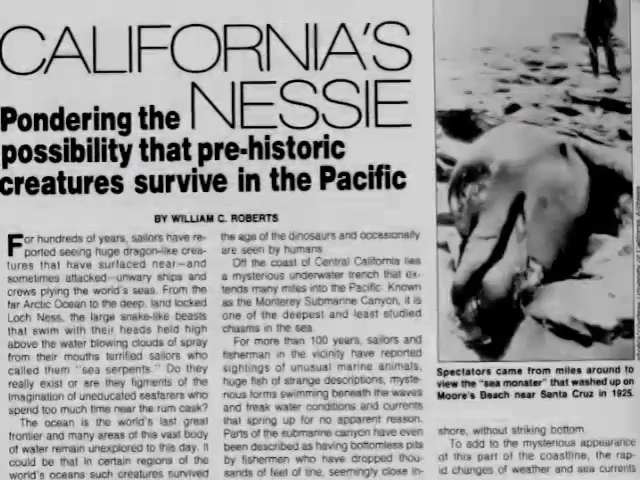 CALIFORNIA'S
NESSIE
Pondering the
possibility that pre-historic
creatures survive in the Pacific
BY WILLIAM C. ROBERTS
For hundreds of years, sailors have re-
ported seeing huge dragon-like crea-
tures that have surfaced near—and
sometimes attacked—unwary ships and
crews plying the world's seas. From the
far Arctic Ocean to the deep, land locked
Loch Ness, the large snake-like beasts
that swim with their heads held high
above the water blowing clouds of spray
from their mouths terrified sailors who
called them "sea serpents." Do they
really exist or are they figments of the
imagination of uneducated seafarers who
spend too much time near the rum cask?
The ocean is the world's last great
frontier and many areas of this vast body
of water remain unexplored to this day. It
could be that in certain regions of the
world's oceans such creatures survived
the age of the dinosaurs and occasionally
are seen by humans.
Off the coast of Central California lies
a mysterious underwater trench that ex-
tends many miles into the Pacific. Known
as the Monterey Submarine Canyon, it is
one of the deepest and least studied
chasms in the sea.
For more than 100 years, sailors and
fisherman in the vicinity have reported
sightings of unusual marine animals,
huge fish of strange descriptions, myste-
rious forms swimming beneath the waves
and freak water conditions and currents
that spring up for no apparent reason.
Parts of the submarine canyon have even
been described as having bottomless pits
by fishermen who have dropped thou-
sands of feet of line, seemingly close in-
Spectators came from miles around to
view the "sea monster" that washed up on
Moore's Beach near Santa Cruz in 1925.
shore, without striking bottom.
To add to the mysterious appearance
of this part of the coastline, the rap-
id changes of weather and sea currents